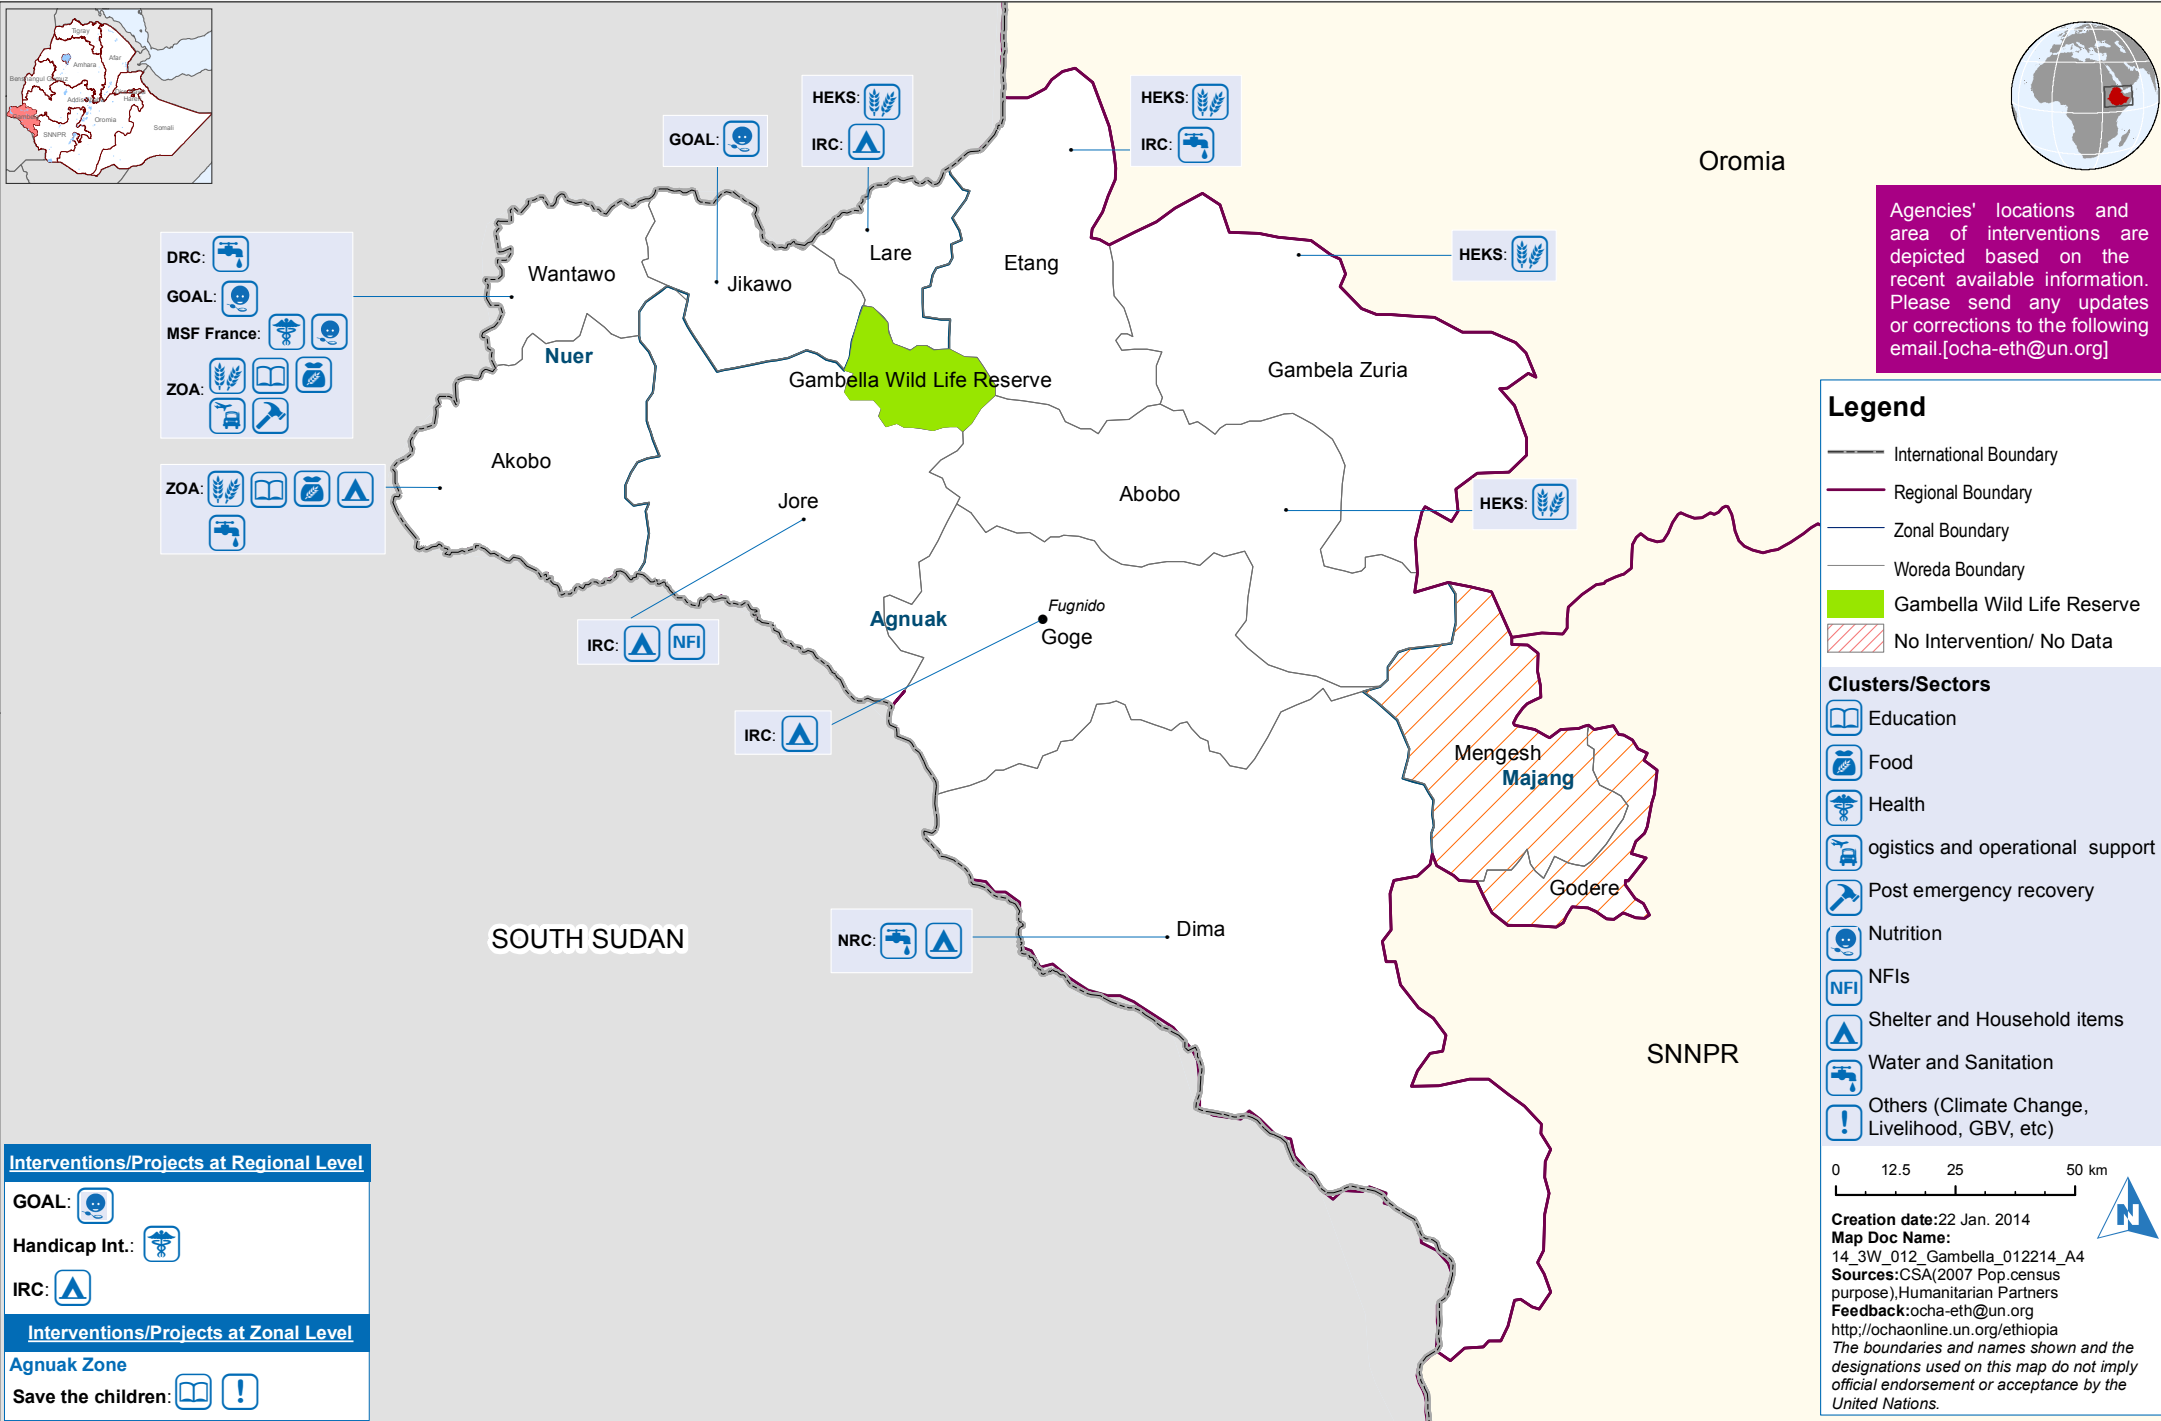 Tigray
Afar
Amhara
Addis
Oromia
Somali
SNNPR
GOAL:
HEKS:
IRC:
HEKS:
IRC:
Oromia
Agencies' locations and
area of interventions are
depicted based on the
recent available information.
Please send any updates
or corrections to the following
email.[ocha-eth@un.org]
DRC:
GOAL:
MSF France:
ZOA:
Wantawo
Jikawo
Lare
Etang
HEKS:
Nuer
Gambella Wild Life Reserve
Gambela Zuria
ZOA:
Akobo
Jore
Abobo
HEKS:
Agnuak
Fugnido
Goge
IRC: NFI
IRC:
Mengesh
Majang
Godere
NRC:
Dima
SOUTH SUDAN
SNNPR
Legend
International Boundary
Regional Boundary
Zonal Boundary
Woreda Boundary
Gambella Wild Life Reserve
No Intervention/ No Data
Clusters/Sectors
Education
Food
Health
ogistics and operational support
Post emergency recovery
Nutrition
NFI NFIs
Shelter and Household items
Water and Sanitation
! Others (Climate Change,
Livelihood, GBV, etc)
0 12.5 25 50 km
N
Creation date:22 Jan. 2014
Map Doc Name:
14_3W_012_Gambella_012214_A4
Sources:CSA(2007 Pop.census
purpose),Humanitarian Partners
Feedback:ocha-eth@un.org
http;//ochaonline.un.org/ethiopia
The boundaries and names shown and the
designations used on this map do not imply
official endorsement or acceptance by the
United Nations.
Interventions/Projects at Regional Level
GOAL:
Handicap Int.:
IRC:
Interventions/Projects at Zonal Level
Agnuak Zone
Save the children: !